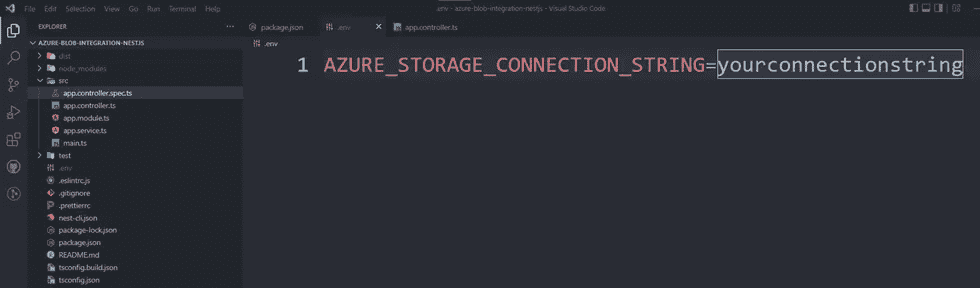 File Edit Selection View Go Run Terminal Help
.env - azure-blob-integration-nestjs - Visual Studio Code
EXPLORER
AZURE-BLOB-INTEGRATION-NEST.JS
dist
node_modules
src
app.controller.spec.ts
app.controller.ts
app.module.ts
app.service.ts
main.ts
test
.env
.eslintrc.js
.gitignore
.prettierrc
nest-cli.json
package-lock.json
package.json
README.md
tsconfig.build.json
tsconfig.json
package.json
.env
app.controller.ts
.env
1 AZURE_STORAGE_CONNECTION_STRING=yourconnectionstring